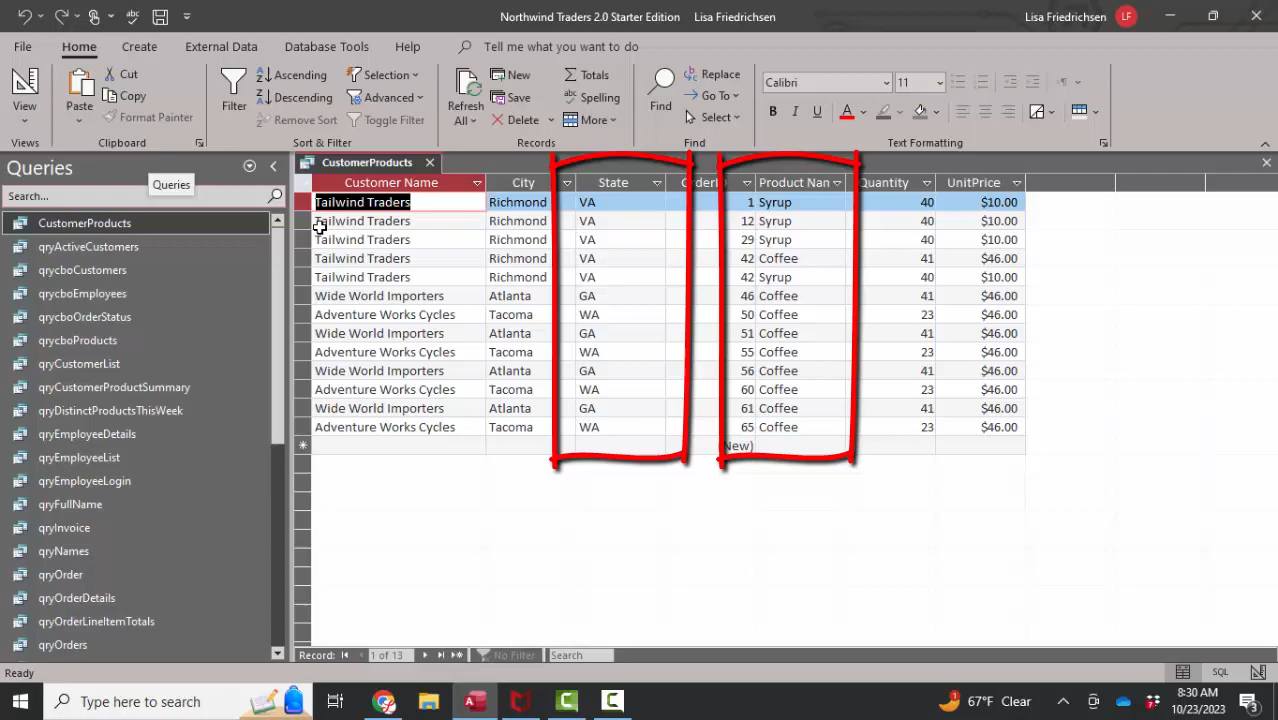 Northwind Traders 2.0 Starter Edition Lisa Friedrichsen Lisa Friedrichsen LF
File Home Create External Data Database Tools Help Tell me what you want to do
View Paste Cut Copy Format Painter Filter Ascending Descending Remove Sort Selection Advanced Toggle Filter Refresh All New Save Delete Totals Spelling More Find Replace Go To Select Calibri 11 B I U A
Views Clipboard Sort & Filter Records Find Text Formatting
Queries CustomerProducts
Queries
Search...
Customer Name City State Product Nan Quantity UnitPrice
Tailwind Traders Richmond VA 1 Syrup 40 $10.00
Tailwind Traders Richmond VA 12 Syrup 40 $10.00
Tailwind Traders Richmond VA 29 Syrup 40 $10.00
Tailwind Traders Richmond VA 42 Coffee 41 $46.00
Tailwind Traders Richmond VA 42 Syrup 40 $10.00
Wide World Importers Atlanta GA 46 Coffee 41 $46.00
Adventure Works Cycles Tacoma WA 50 Coffee 23 $46.00
Wide World Importers Atlanta GA 51 Coffee 41 $46.00
Adventure Works Cycles Tacoma WA 55 Coffee 23 $46.00
Wide World Importers Atlanta GA 56 Coffee 41 $46.00
Adventure Works Cycles Tacoma WA 60 Coffee 23 $46.00
Wide World Importers Atlanta GA 61 Coffee 41 $46.00
Adventure Works Cycles Tacoma WA 65 Coffee 23 $46.00
(New)
CustomerProducts
qryActiveCustomers
qrycboCustomers
qrycboEmployees
qrycboOrderStatus
qrycboProducts
qryCustomerList
qryCustomerProductSummary
qryDistinctProductsThisWeek
qryEmployeeDetails
qryEmployeeList
qryEmployeeLogin
qryFullName
qryInvoice
qryNames
qryOrder
qryOrderDetails
qryOrderLineItemTotals
qryOrders
Record: 1 of 13 No Filter Search
Ready SQL
Type here to search 67°F Clear 8:30 AM
10/23/2023 3